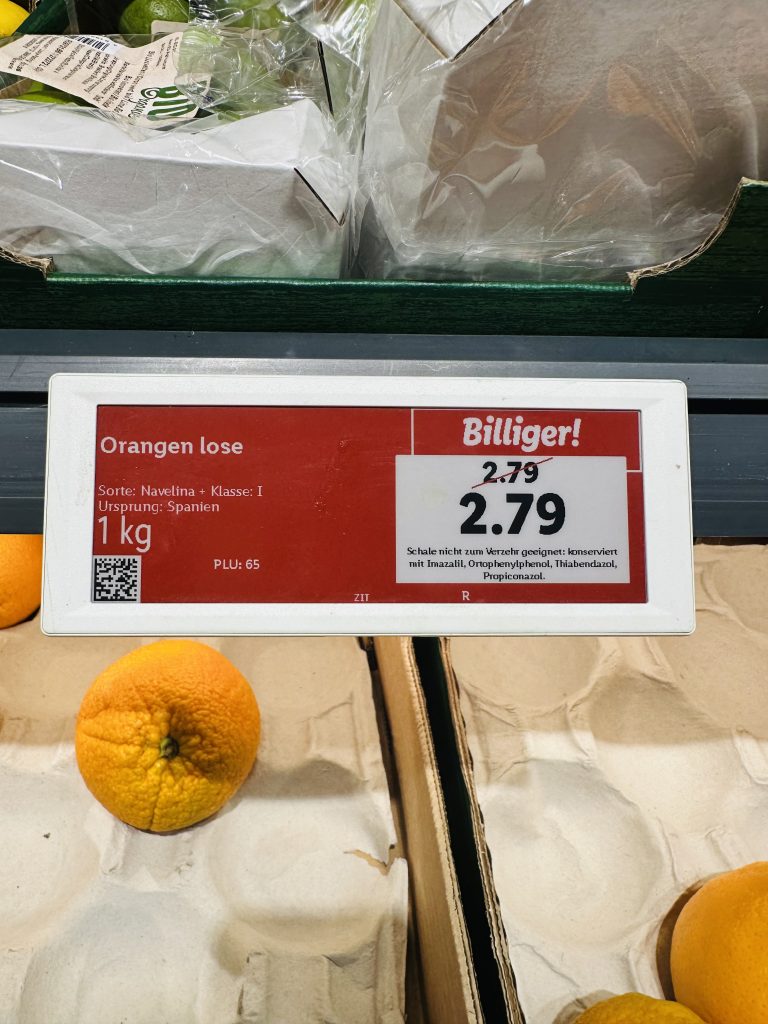 Orangen lose
Billiger!
2.79
2.79
Sorte: Navelina + Klasse: I
Ursprung: Spanien
1 kg
PLU: 65
Schale nicht zum Verzehr geeignet: konserviert
mit Imazalil, Ortophenylphenol, Thiabendazol,
Propiconazol.
ZIT
R